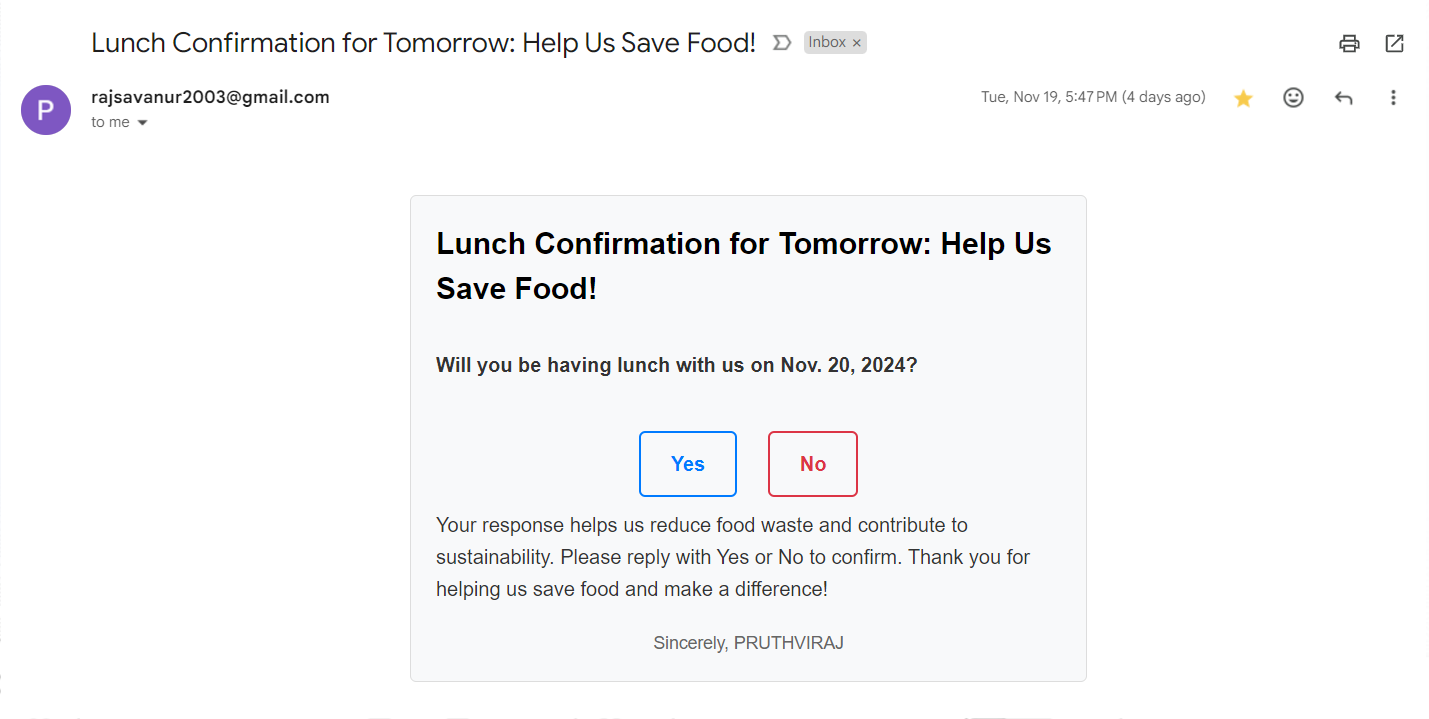 Lunch Confirmation for Tomorrow: Help Us Save Food! Inbox ×
P
rajsavanur2003@gmail.com Tue, Nov 19, 5:47 PM (4 days ago)
to me
Lunch Confirmation for Tomorrow: Help Us
Save Food!
Will you be having lunch with us on Nov. 20, 2024?
Yes No
Your response helps us reduce food waste and contribute to
sustainability. Please reply with Yes or No to confirm. Thank you for
helping us save food and make a difference!
Sincerely, PRUTHVIRAJ